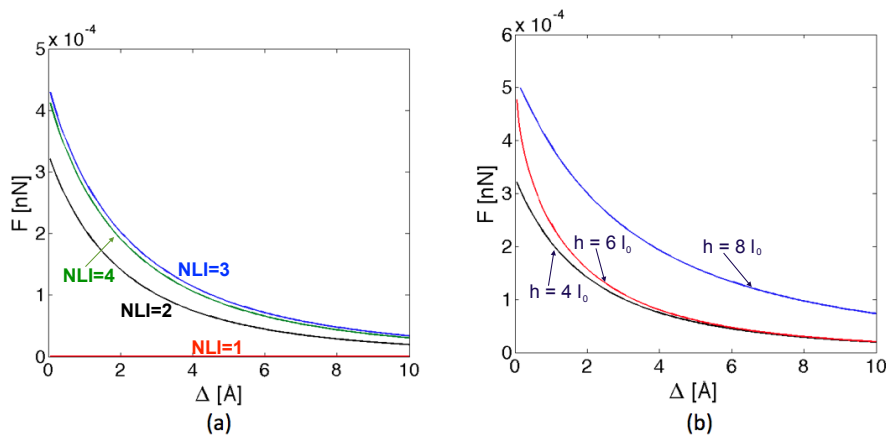 x 10⁻⁴
5
4
3
2
1
0
F [nN]
NLI=3
NLI=4
NLI=2
NLI=1
0 2 4 6 8 10
Δ [Å]
(a)
x 10⁻⁴
6
5
4
3
2
1
0
F [nN]
h = 6 l₀
h = 8 l₀
h = 4 l₀
0 2 4 6 8 10
Δ [Å]
(b)